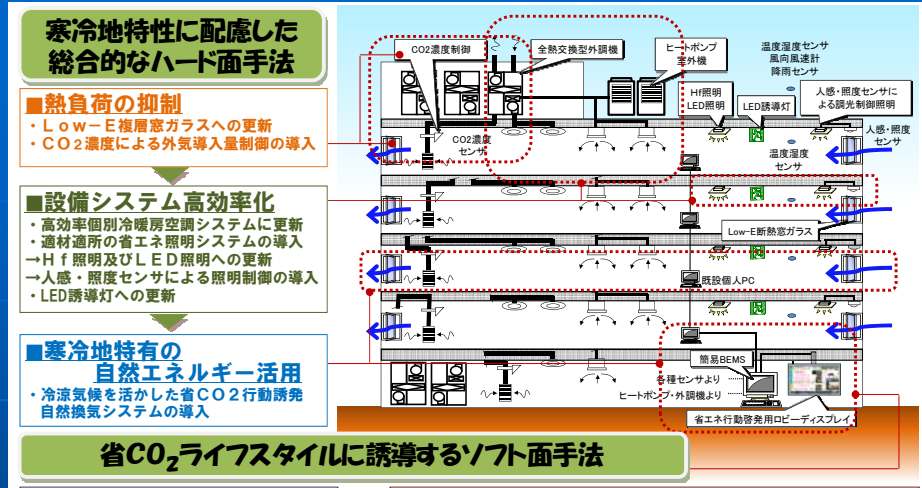 寒冷地特性に配慮した
総合的なハード面手法
■熱負荷の抑制
・Ｌｏｗ－Ｅ複層窓ガラスへの更新
・ＣＯ２濃度による外気導入量制御の導入
■設備システム高効率化
・高効率個別冷暖房空調システムに更新
・適材適所の省エネ照明システムの導入
→Ｈｆ照明及びＬＥＤ照明への更新
→人感・照度センサによる照明制御の導入
・LED誘導灯への更新
■寒冷地特有の
自然エネルギー活用
・冷涼気候を活かした省ＣＯ２行動誘発
自然換気システムの導入
CO2濃度制御
全熱交換型外調機
ヒートポンプ
室外機
温度湿度センサ
風向風速計
降雨センサ
Hf照明
LED照明
LED誘導灯
人感・照度センサに
よる調光制御照明
CO2濃度
センサ
温度湿度
センサ
人感・照度
センサ
Low-E断熱窓ガラス
既設個人PC
簡易BEMS
各種センサより
ヒートポンプ・外調機より
省エネ行動啓発用ロビーディスプレイ
省CO2ライフスタイルに誘導するソフト面手法